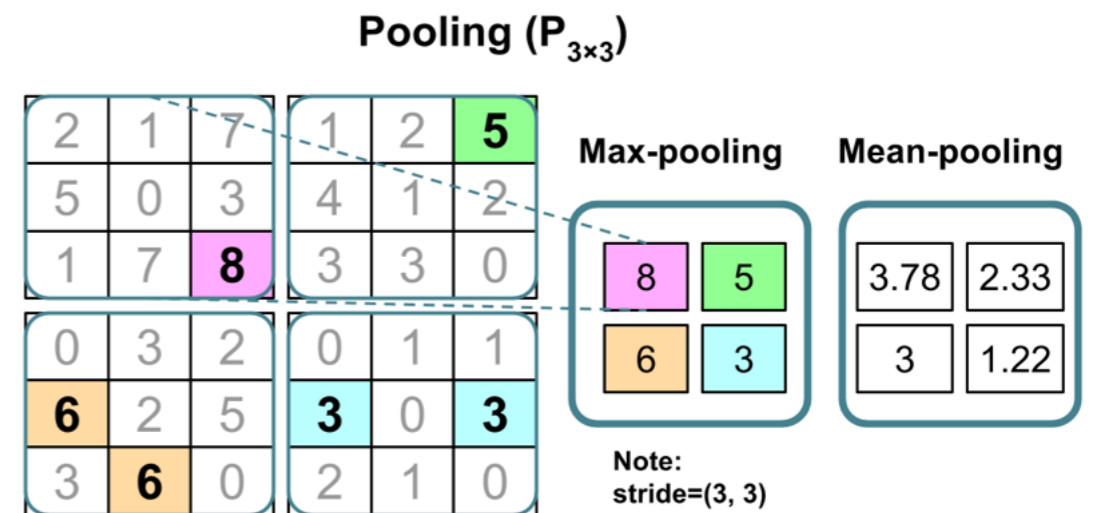 Pooling (P3×3)
2 1 7 1 2 5
5 0 3 4 1 2
1 7 8 3 3 0
0 3 2 0 1 1
6 2 5 3 0 3
3 6 0 2 1 0
Max-pooling
8 5
6 3
Note:
stride=(3, 3)
Mean-pooling
3.78 2.33
3 1.22